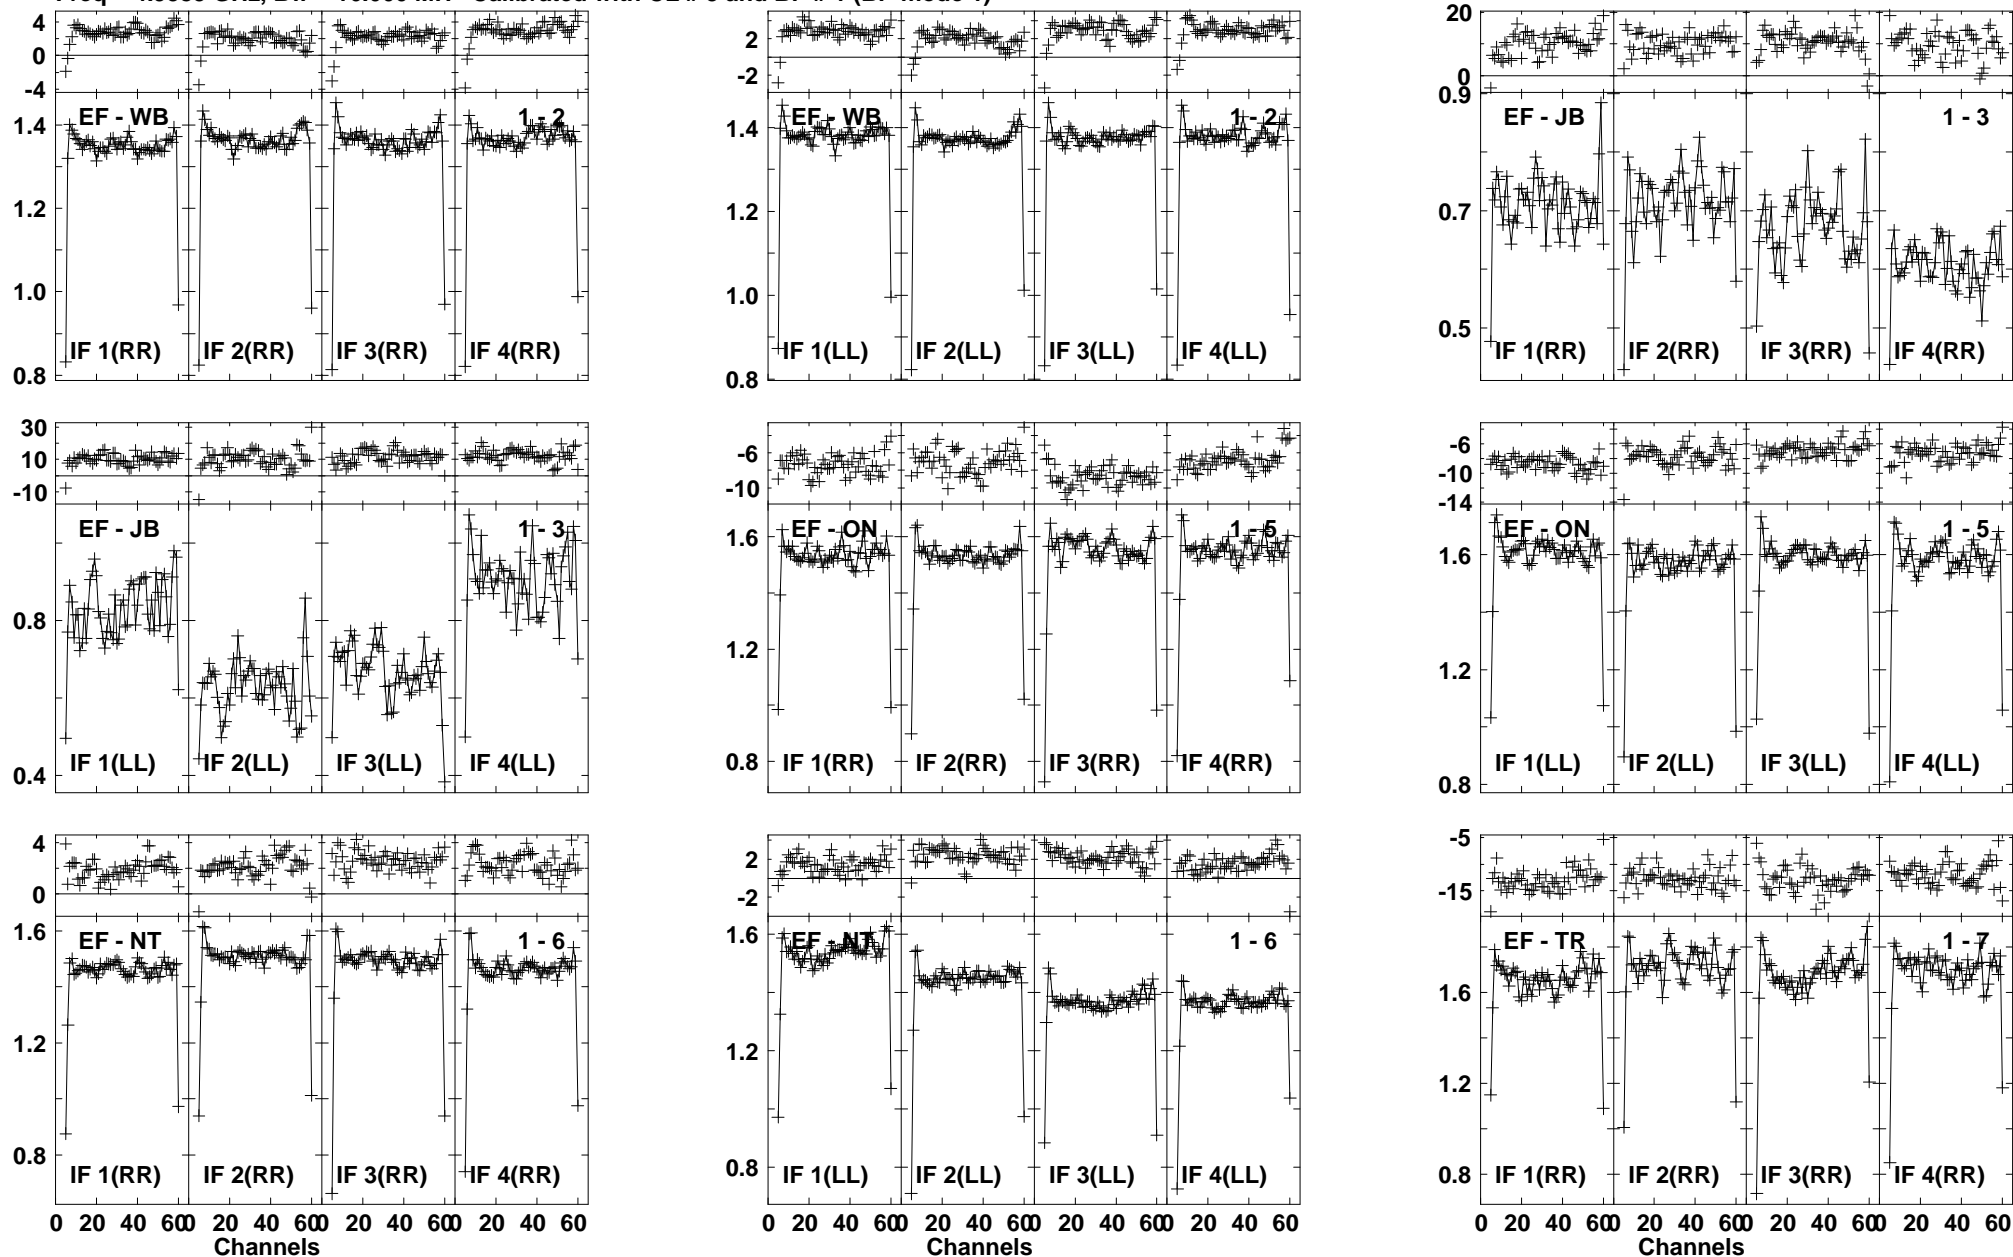 4
0
-4
1.4
1.2
1.0
0.8
EF - WB
1 - 2
IF 1(RR) IF 2(RR) IF 3(RR) IF 4(RR)
2
-2
1.4
1.2
1.0
0.8
EF - WB
1 - 2
IF 1(LL) IF 2(LL) IF 3(LL) IF 4(LL)
20
10
0
0.9
0.7
0.5
EF - JB
1 - 3
IF 1(RR) IF 2(RR) IF 3(RR) IF 4(RR)
30
10
-10
0.8
0.4
EF - JB
1 - 3
IF 1(LL) IF 2(LL) IF 3(LL) IF 4(LL)
-6
-10
1.6
1.2
0.8
EF - ON
1 - 5
IF 1(RR) IF 2(RR) IF 3(RR) IF 4(RR)
-6
-10
-14
1.6
1.2
0.8
EF - ON
1 - 5
IF 1(LL) IF 2(LL) IF 3(LL) IF 4(LL)
4
0
1.6
1.2
0.8
EF - NT
1 - 6
IF 1(RR) IF 2(RR) IF 3(RR) IF 4(RR)
0 20 40 600 20 40 600 20 40 600 20 40 60
Channels
2
-2
1.6
1.2
0.8
EF - NT
1 - 6
IF 1(LL) IF 2(LL) IF 3(LL) IF 4(LL)
0 20 40 600 20 40 600 20 40 600 20 40 60
Channels
-5
-15
1.6
1.2
0.8
EF - TR
1 - 7
IF 1(RR) IF 2(RR) IF 3(RR) IF 4(RR)
0 20 40 600 20 40 600 20 40 600 20 40 60
Channels